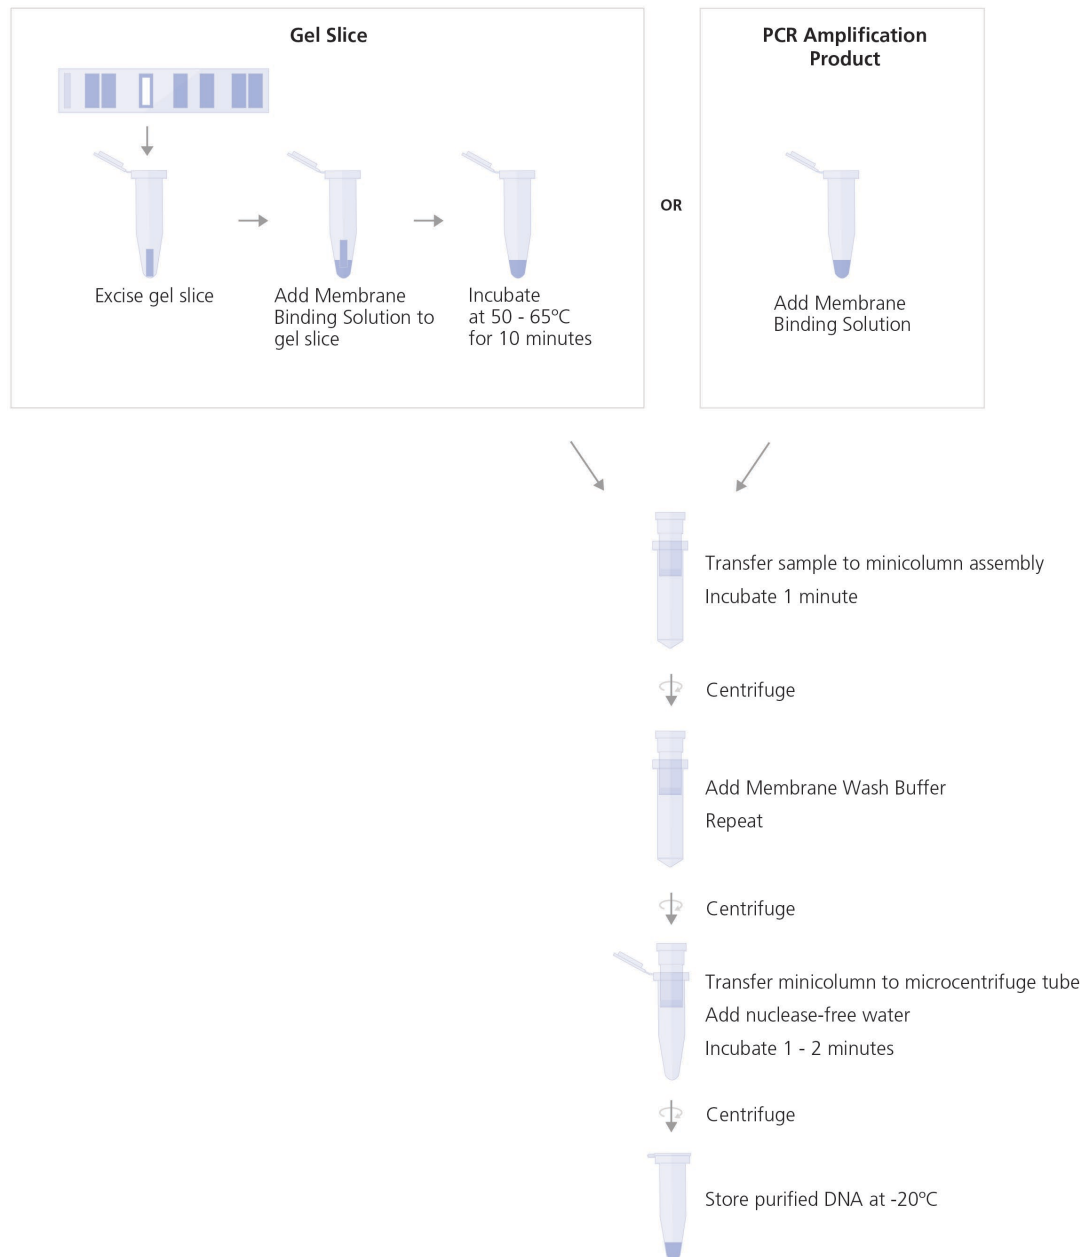 Gel Slice
Excise gel slice
Add Membrane
Binding Solution to
gel slice
Incubate
at 50 - 65ºC
for 10 minutes
OR
PCR Amplification
Product
Add Membrane
Binding Solution
Transfer sample to minicolumn assembly
Incubate 1 minute
Centrifuge
Add Membrane Wash Buffer
Repeat
Centrifuge
Transfer minicolumn to microcentrifuge tube
Add nuclease-free water
Incubate 1 - 2 minutes
Centrifuge
Store purified DNA at -20ºC